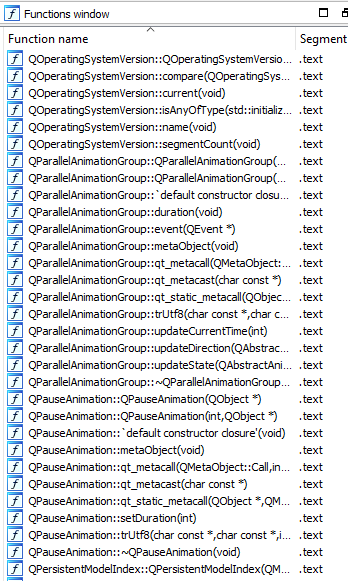 Functions window
Function name Segment
QOperatingSystemVersion::QOperatingSystemVersio... .text
QOperatingSystemVersion::compare(QOperatingSys... .text
QOperatingSystemVersion::current(void) .text
QOperatingSystemVersion::isAnyOfType(std::initializ... .text
QOperatingSystemVersion::name(void) .text
QOperatingSystemVersion::segmentCount(void) .text
QParallelAnimationGroup::QParallelAnimationGroup(... .text
QParallelAnimationGroup::QParallelAnimationGroup(... .text
QParallelAnimationGroup::`default constructor closu... .text
QParallelAnimationGroup::duration(void) .text
QParallelAnimationGroup::event(QEvent *) .text
QParallelAnimationGroup::metaObject(void) .text
QParallelAnimationGroup::qt_metacall(QMetaObject:... .text
QParallelAnimationGroup::qt_metacast(char const *) .text
QParallelAnimationGroup::qt_static_metacall(QObjec... .text
QParallelAnimationGroup::trUtf8(char const *,char c... .text
QParallelAnimationGroup::updateCurrentTime(int) .text
QParallelAnimationGroup::updateDirection(QAbstrac... .text
QParallelAnimationGroup::updateState(QAbstractAni... .text
QParallelAnimationGroup::~QParallelAnimationGroup... .text
QPauseAnimation::QPauseAnimation(QObject *) .text
QPauseAnimation::QPauseAnimation(int,QObject *) .text
QPauseAnimation::`default constructor closure'(void) .text
QPauseAnimation::metaObject(void) .text
QPauseAnimation::qt_metacall(QMetaObject::Call,in... .text
QPauseAnimation::qt_metacast(char const *) .text
QPauseAnimation::qt_static_metacall(QObject *,QM... .text
QPauseAnimation::setDuration(int) .text
QPauseAnimation::trUtf8(char const *,char const *,i... .text
QPauseAnimation::~QPauseAnimation(void) .text
QPersistentModelIndex::QPersistentModelIndex(QM... .text